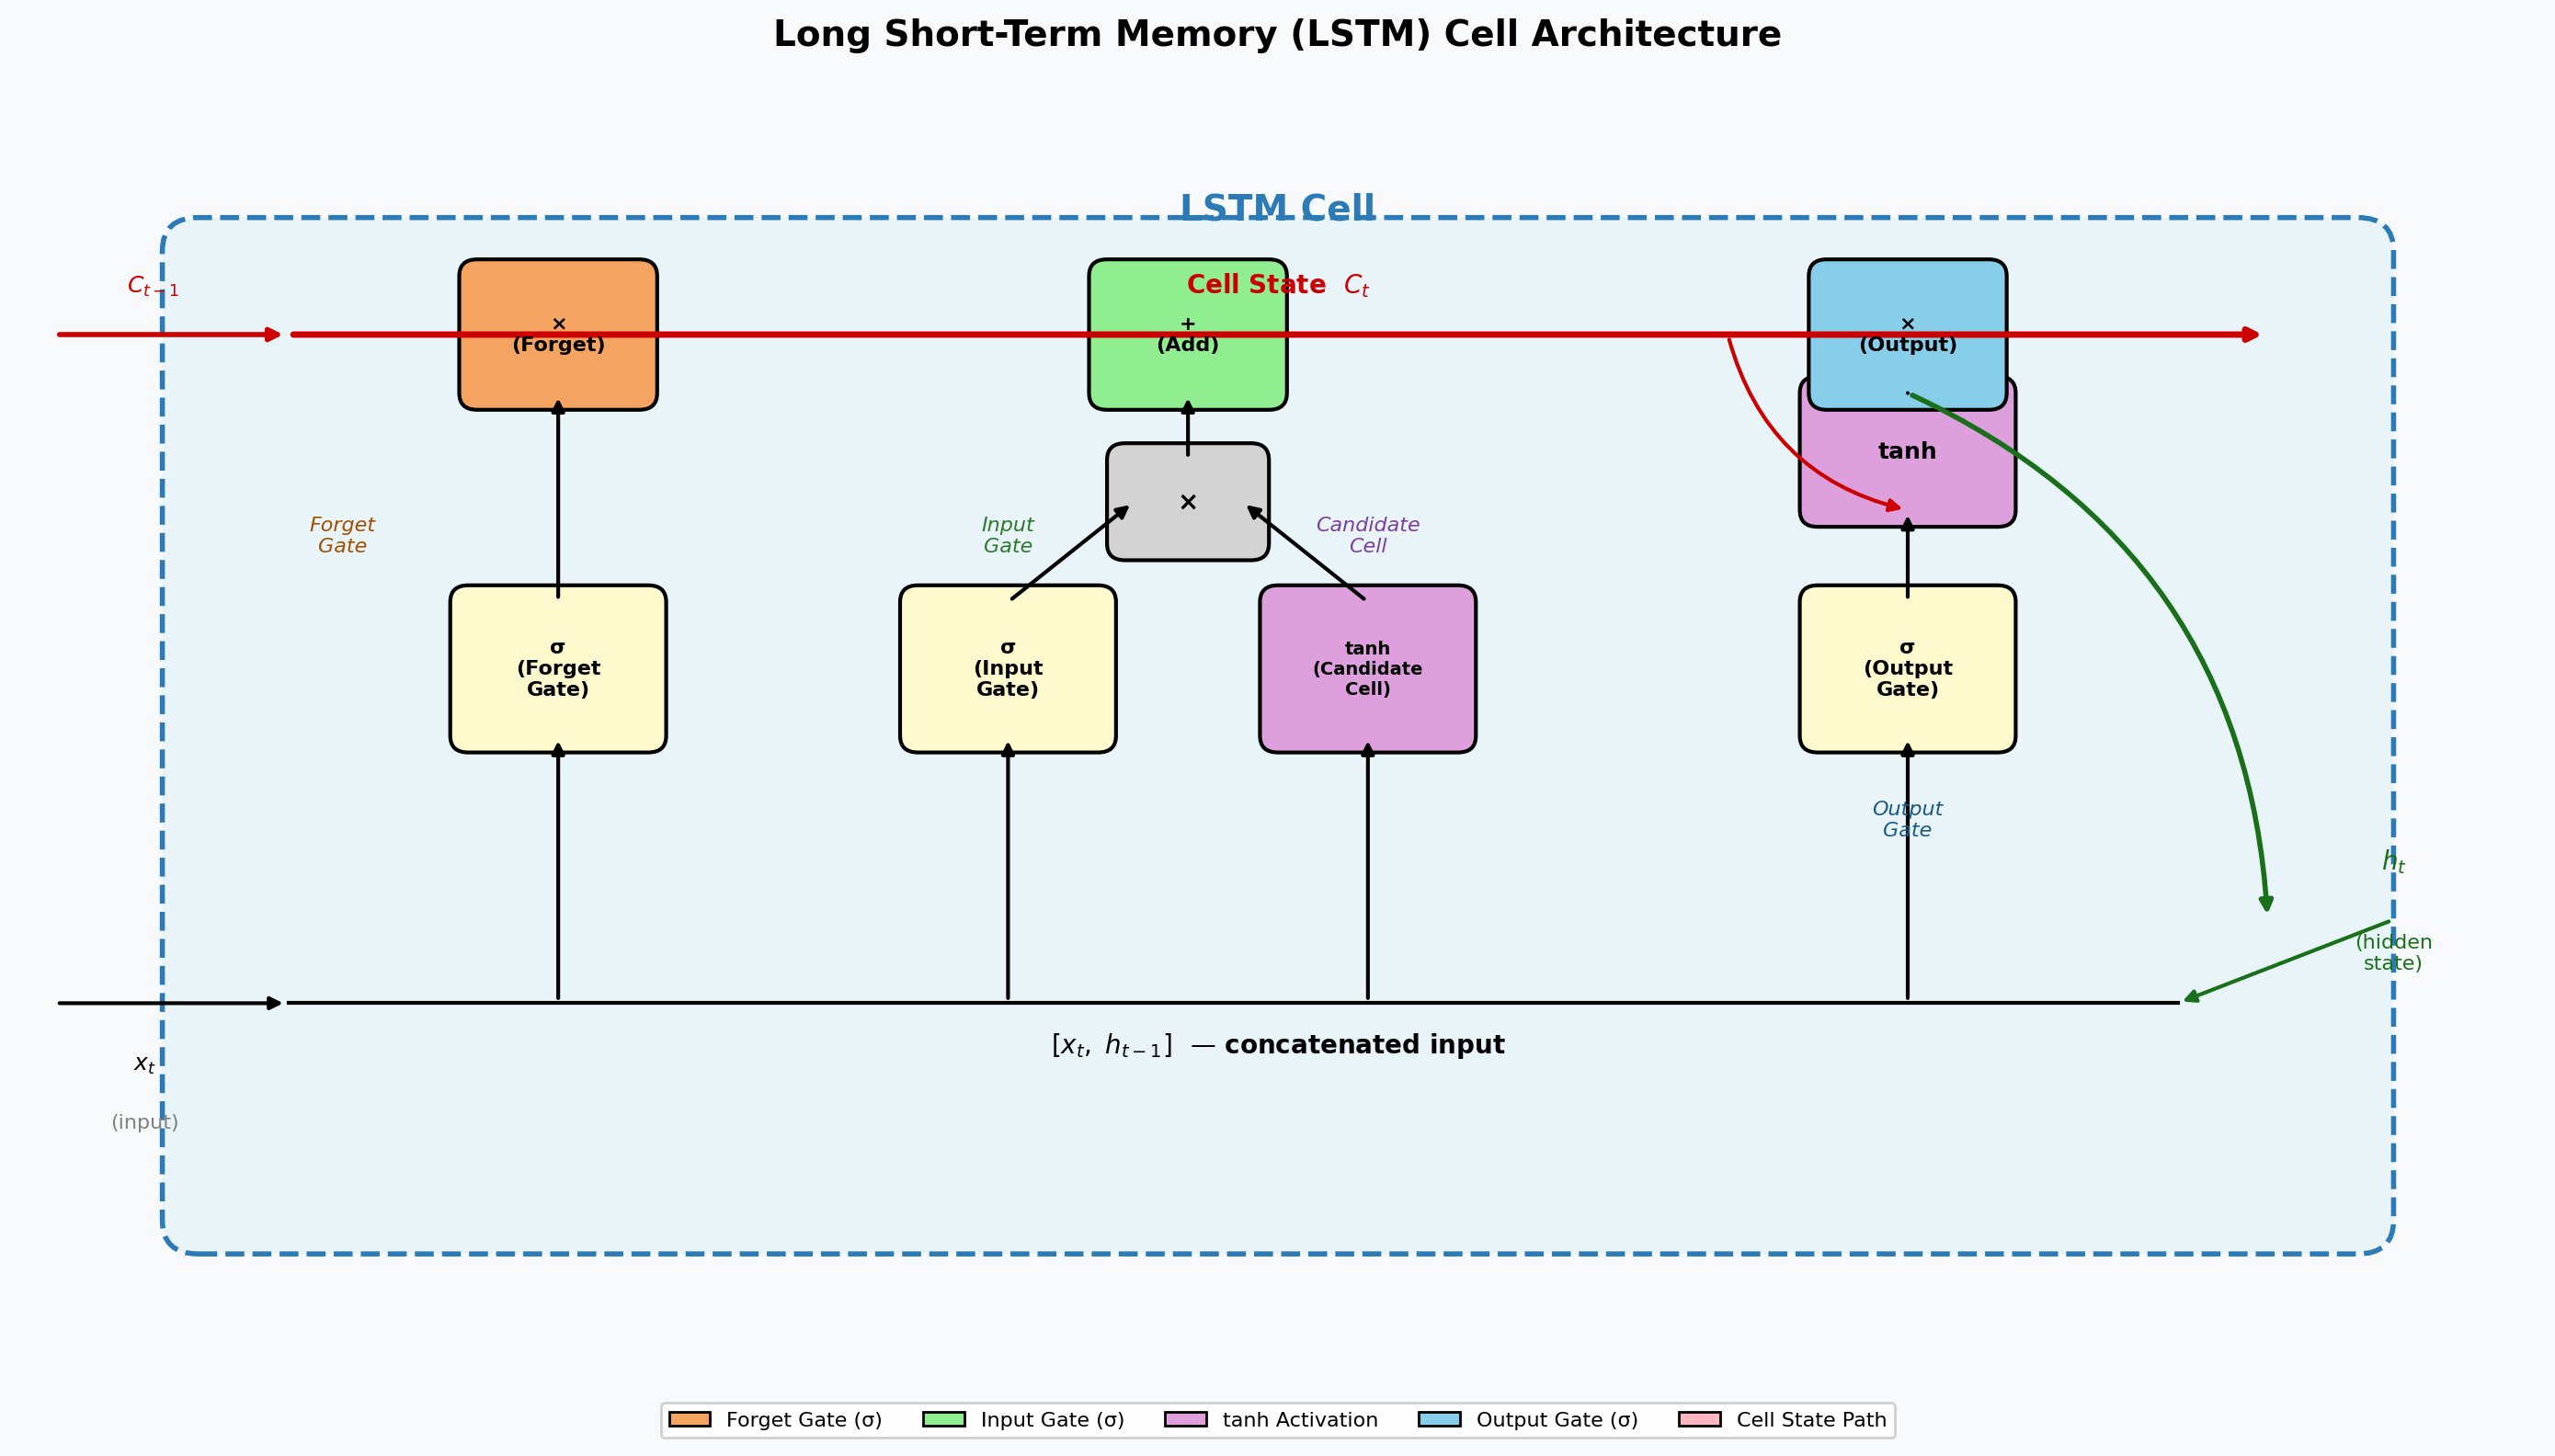 Long Short-Term Memory (LSTM) Cell Architecture
LSTM Cell
C_{t-1}
Cell State C_t
×
(Forget)
+
(Add)
×
(Output)
tanh
×
Forget
Gate
Input
Gate
Candidate
Cell
σ
(Forget
Gate)
σ
(Input
Gate)
tanh
(Candidate
Cell)
σ
(Output
Gate)
Output
Gate
h_t
(hidden
state)
[x_t, h_{t-1}] — concatenated input
x_t
(input)
Forget Gate (σ)
Input Gate (σ)
tanh Activation
Output Gate (σ)
Cell State Path